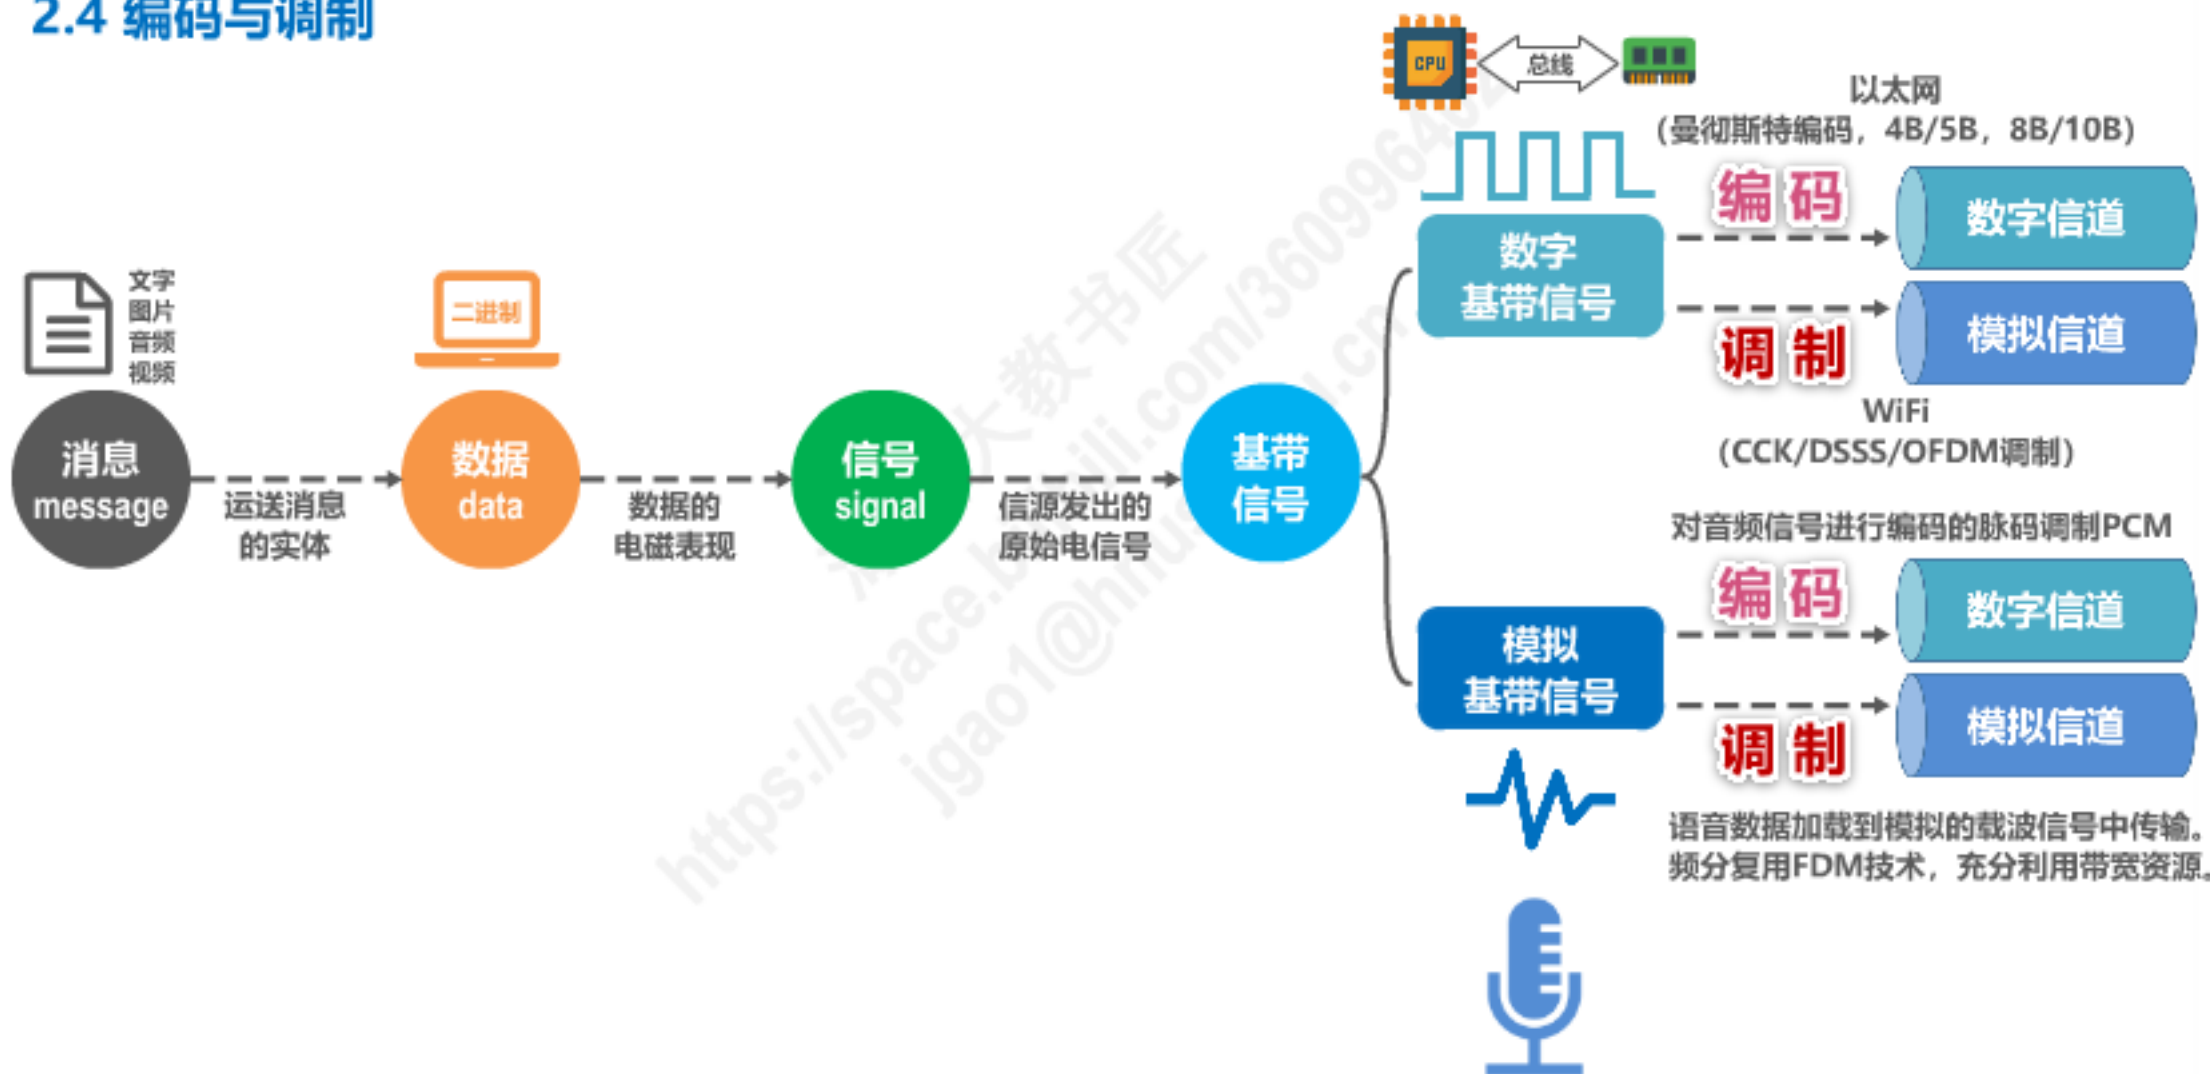 2.4 编码与调制
CPU
总线
以太网
（曼彻斯特编码，4B/5B，8B/10B）
编 码
数字信道
数字
基带信号
调 制
模拟信道
WiFi
（CCK/DSSS/OFDM调制）
文字
图片
音频
视频
二进制
消息
message
运送消息
的实体
数据
data
数据的
电磁表现
信号
signal
信源发出的
原始电信号
基带
信号
对音频信号进行编码的脉码调制PCM
编 码
数字信道
模拟
基带信号
调 制
模拟信道
语音数据加载到模拟的载波信号中传输。
频分复用FDM技术，充分利用带宽资源。
大教书匠